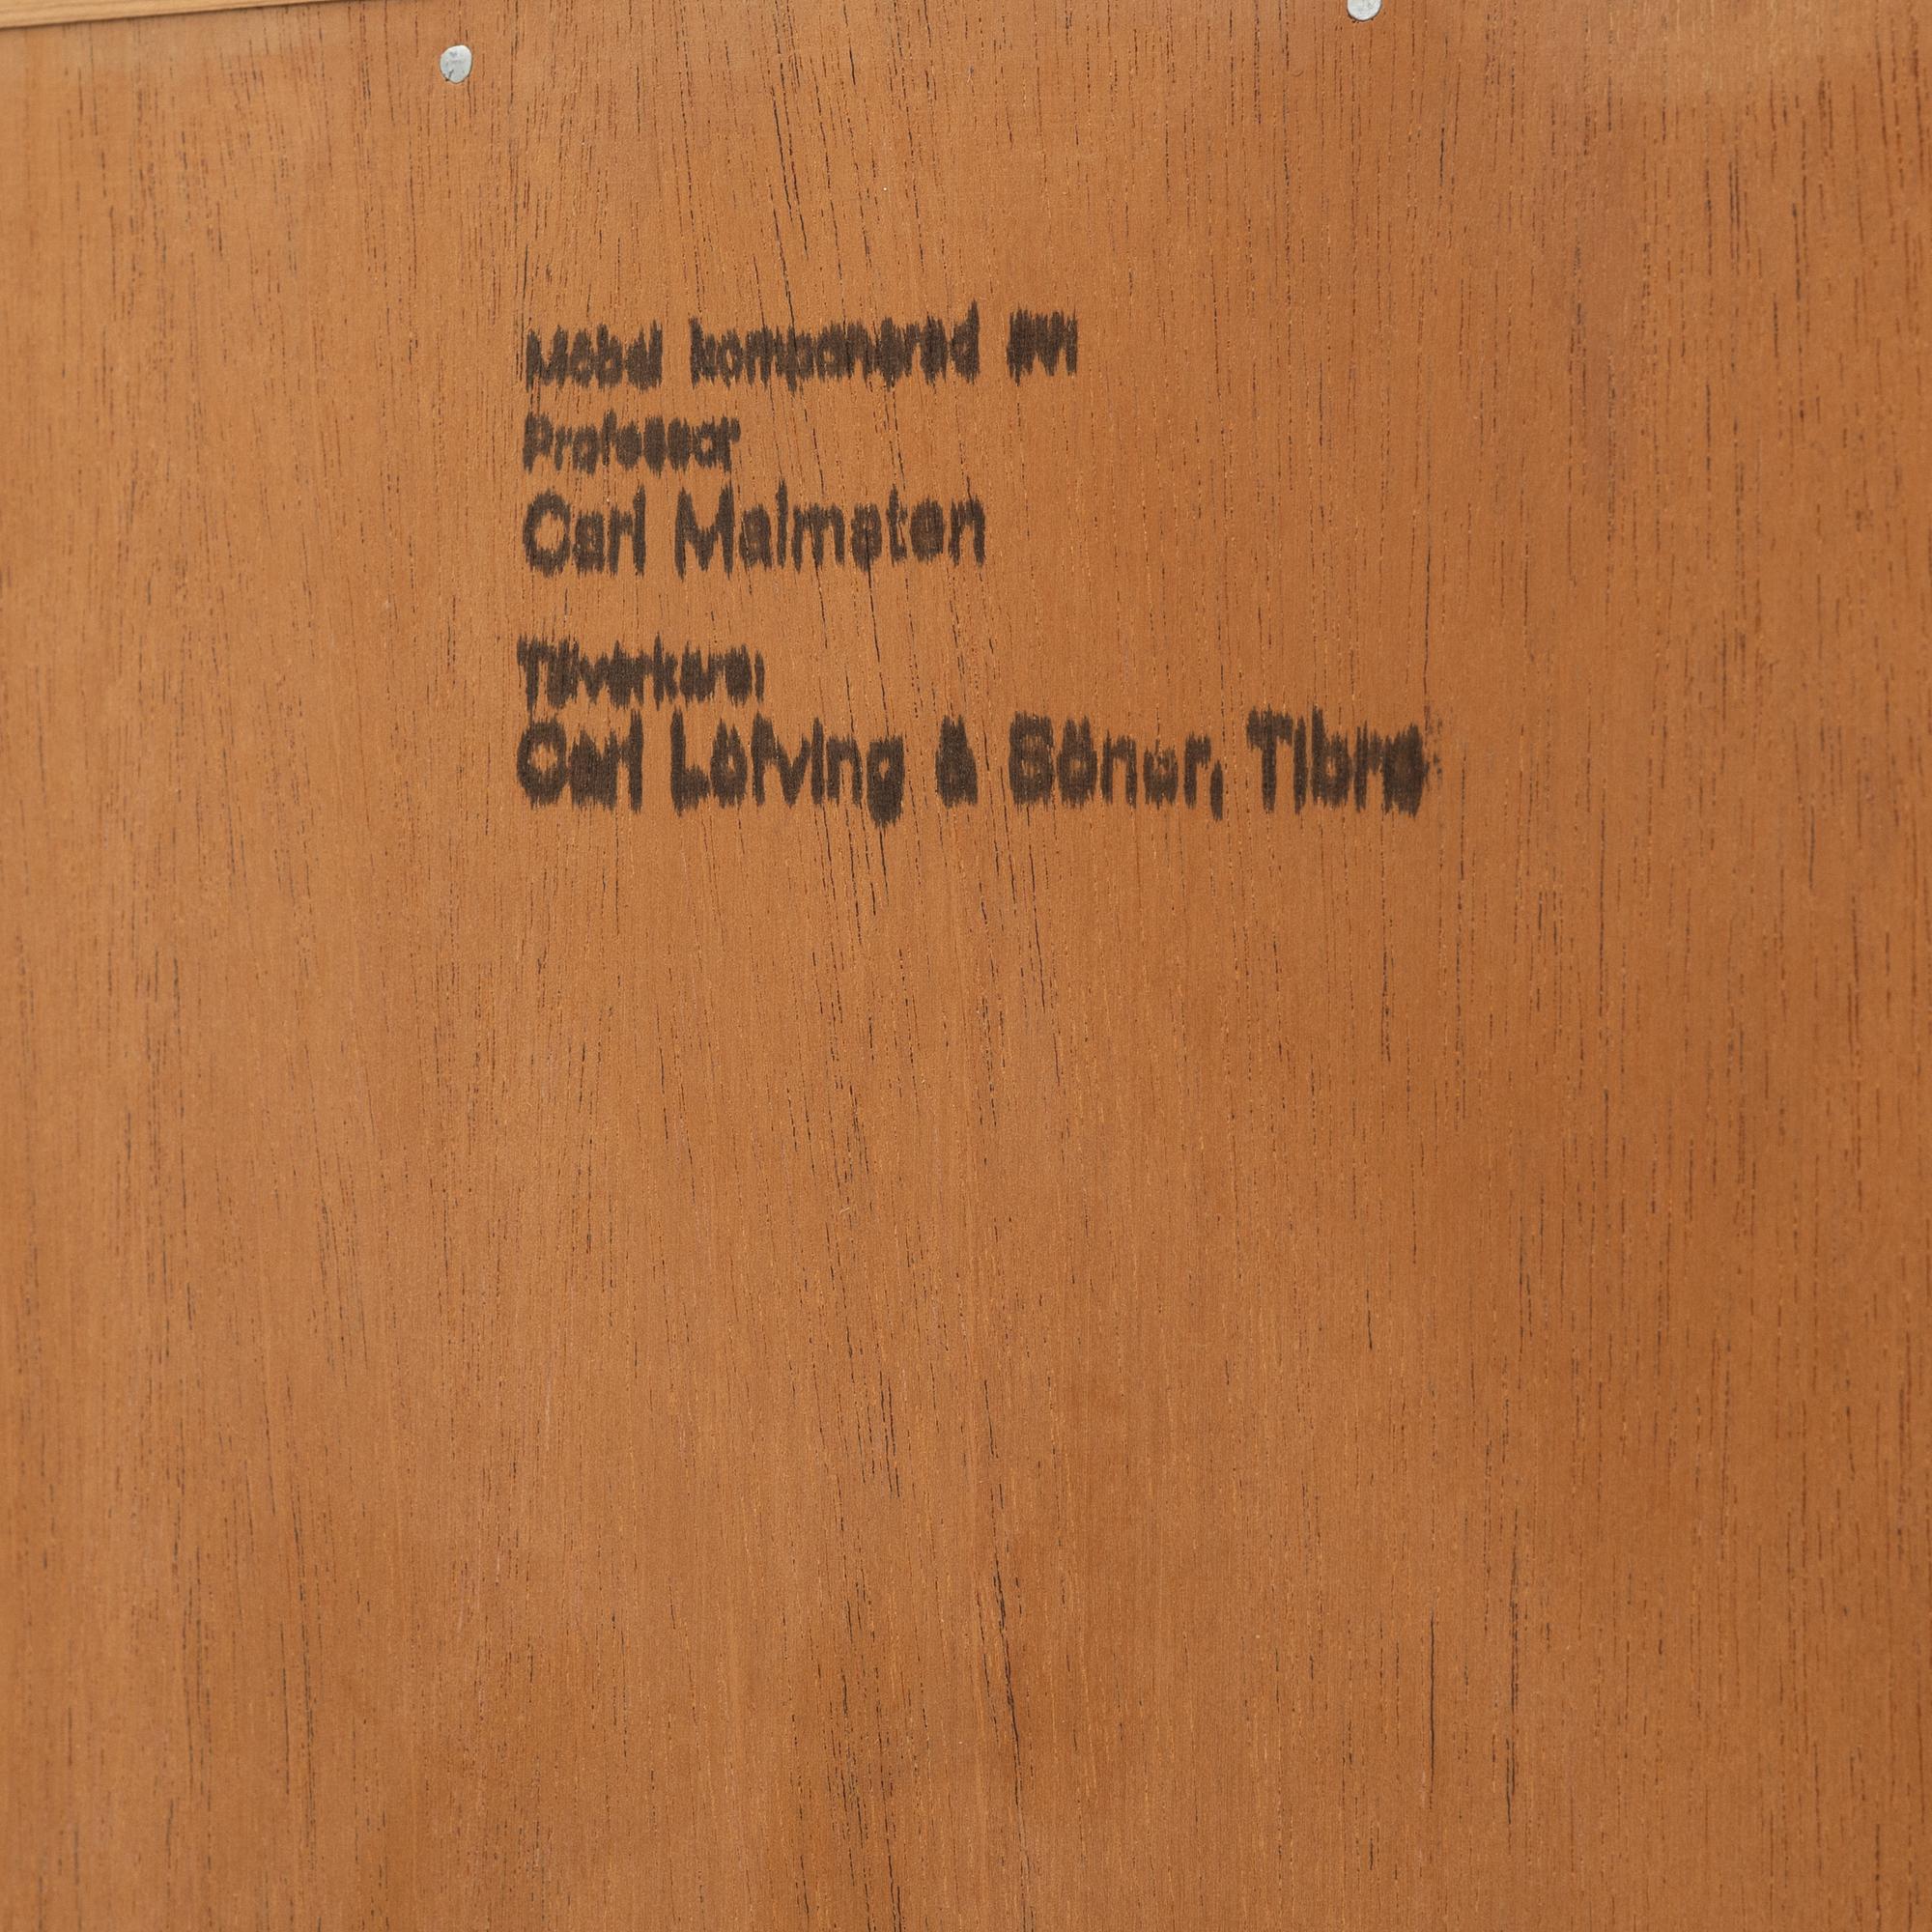 Möbel komponerad av
Professor
Carl Malmsten
Tillverkare:
Carl Löfving & Söner, Tibro